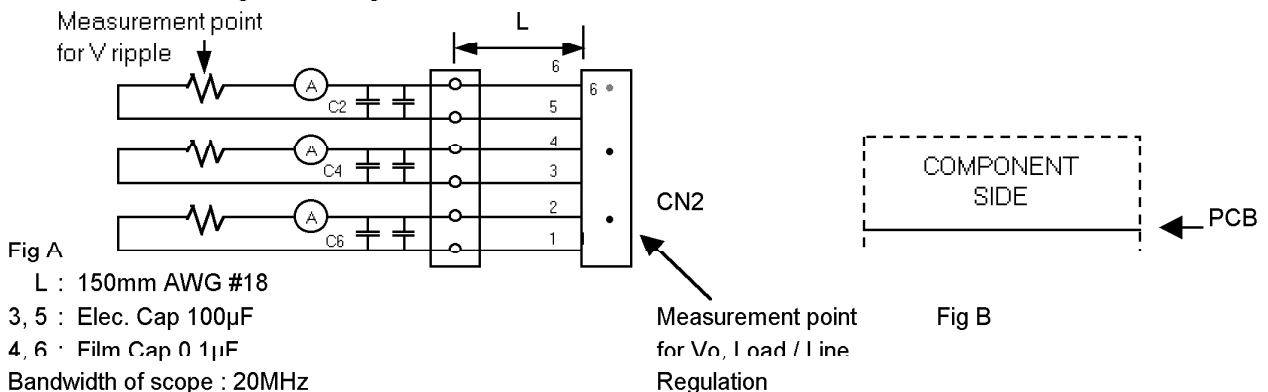 Measurement point
for V ripple
L
6
6
A
C2
5
4
A
C4
3
2
A
C6
1
CN2
COMPONENT
SIDE
PCB
Fig A
L : 150mm AWG #18
3, 5 : Elec. Cap 100µF
4, 6 : Film Cap 0.1µF
Bandwidth of scope : 20MHz
Measurement point
for Vo, Load / Line
Regulation
Fig B